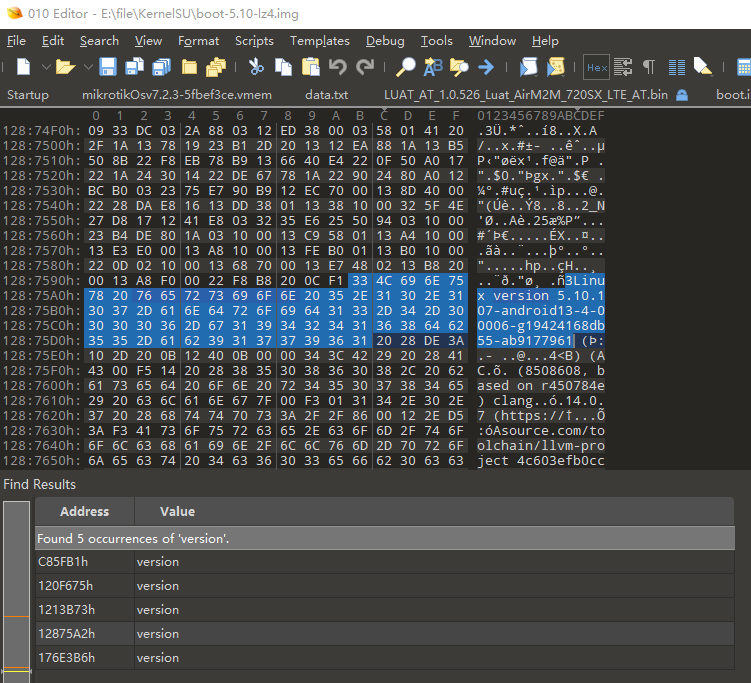 010 Editor - E:\file\KernelSU\boot-5.10-lz4.img
File Edit Search View Format Scripts Templates Debug Tools Window Help
Hex
Startup mikrotikOsv7.2.3-5fbef3ce.vmem data.txt LUAT_AT_1.0.526_Luat_AirM2M_720SX_LTE_AT.bin boot.i
0 1 2 3 4 5 6 7 8 9 A B C D E F 0123456789ABCDEF
128:74F0h: 09 33 DC 03 2A 88 03 12 ED 38 00 03 58 01 41 20 .3Ü.*ˆ..í8..X.A
128:7500h: 2F 1A 13 78 19 23 B1 2D 20 13 12 EA 88 1A 13 B5 /..x.#±- ..êˆ..µ
128:7510h: 50 8B 22 F8 EB 78 B9 13 66 40 E4 22 0F 50 A0 17 P‹"øëx¹.f@ä".P .
128:7520h: 22 1A 24 30 14 22 DE 67 78 1A 22 90 24 80 A0 12 ".$0."Þgx.".$€ .
128:7530h: BC B0 03 23 75 E7 90 B9 12 EC 70 00 13 8D 40 00 ¼°.#uç.¹.ìp...@.
128:7540h: 22 28 DA E8 16 13 DD 38 01 13 38 10 00 32 5F 4E "(Úè..Ý8..8..2_N
128:7550h: 27 D8 17 12 41 E8 03 32 35 E6 25 50 94 03 10 00 'Ø..Aè.25æ%P”...
128:7560h: 23 B4 DE 80 1A 03 10 00 13 C9 58 01 13 A4 10 00 #´Þ€.....ÉX..¤..
128:7570h: 13 E3 E0 00 13 A8 10 00 13 FE B0 01 13 B0 10 00 .ãà..¨...þ°..°..
128:7580h: 22 0D 02 10 00 13 68 70 00 13 E7 48 02 13 B8 20 ".....hp..çH..¸
128:7590h: 00 13 A8 F0 00 22 F8 B8 20 0C F1 33 4C 69 6E 75 ..¨ð."ø¸ .ñ3Linu
128:75A0h: 78 20 76 65 72 73 69 6F 6E 20 35 2E 31 30 2E 31 x version 5.10.1
128:75B0h: 30 37 2D 61 6E 64 72 6F 69 64 31 33 2D 34 2D 30 07-android13-4-0
128:75C0h: 30 30 30 36 2D 67 31 39 34 32 34 31 36 38 64 62 0006-g19424168db
128:75D0h: 35 35 2D 61 62 39 31 37 37 39 36 31 20 28 DE 3A 55-ab9177961 (Þ:
128:75E0h: 10 2D 20 0B 12 40 0B 00 00 34 3C 42 29 20 28 41 .- ..@...4<B) (A
128:75F0h: 43 00 F5 14 20 28 38 35 30 38 36 30 38 2C 20 62 C.õ. (8508608, b
128:7600h: 61 73 65 64 20 6F 6E 20 72 34 35 30 37 38 34 65 ased on r450784e
128:7610h: 29 20 63 6C 61 6E 67 7F 00 F3 01 31 34 2E 30 2E ) clang..ó.14.0.
128:7620h: 37 20 28 68 74 74 70 73 3A 2F 2F 86 00 12 2E D5 7 (https://†...Õ
128:7630h: 3A F3 41 73 6F 75 72 63 65 2E 63 6F 6D 2F 74 6F :óAsource.com/to
128:7640h: 6F 6C 63 68 61 69 6E 2F 6C 6C 76 6D 2D 70 72 6F olchain/llvm-pro
128:7650h: 6A 65 63 74 20 34 63 36 30 33 65 66 62 30 63 63 ject 4c603efb0cc
Find Results
Address Value
Found 5 occurrences of 'version'.
C85FB1h version
120F675h version
1213B73h version
12875A2h version
176E3B6h version